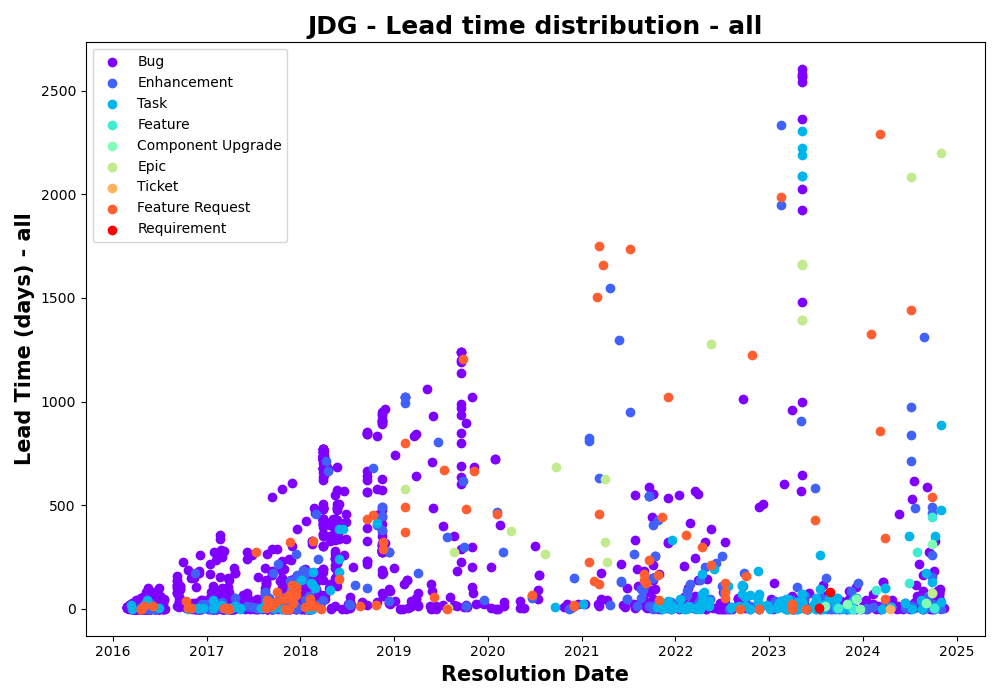 JDG - Lead time distribution - all
Bug
Enhancement
Task
Feature
Component Upgrade
Epic
Ticket
Feature Request
Requirement
Lead Time (days) - all
2500
2000
1500
1000
500
0
2016 2017 2018 2019 2020 2021 2022 2023 2024 2025
Resolution Date